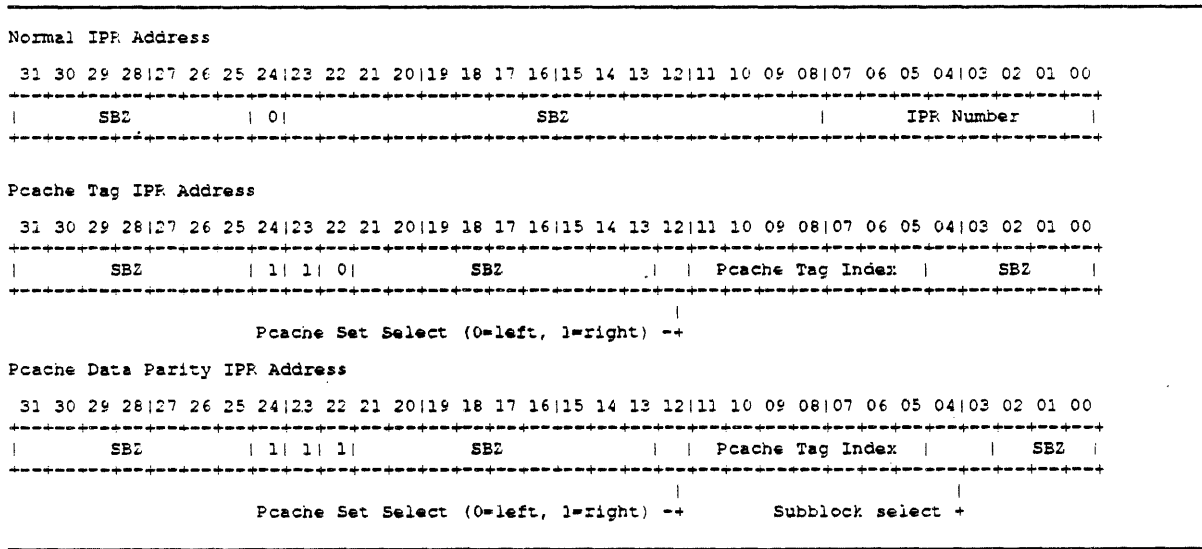 Normal IPR Address
31 30 29 28|27 26 25 24|23 22 21 20|19 18 17 16|15 14 13 12|11 10 09 08|07 06 05 04|03 02 01 00
+--+--+--+--+--+--+--+--+--+--+--+--+--+--+--+--+--+--+--+--+--+--+--+--+--+--+--+--+--+--+--+--+
| SBZ | 0| SBZ | IPR Number |
+--+--+--+--+--+--+--+--+--+--+--+--+--+--+--+--+--+--+--+--+--+--+--+--+--+--+--+--+--+--+--+--+
Pcache Tag IPR Address
31 30 29 28|27 26 25 24|23 22 21 20|19 18 17 16|15 14 13 12|11 10 09 08|07 06 05 04|03 02 01 00
+--+--+--+--+--+--+--+--+--+--+--+--+--+--+--+--+--+--+--+--+--+--+--+--+--+--+--+--+--+--+--+--+
| SBZ | 1| 1| 0| SBZ | | Pcache Tag Index | SBZ |
+--+--+--+--+--+--+--+--+--+--+--+--+--+--+--+--+--+--+--+--+--+--+--+--+--+--+--+--+--+--+--+--+
|
Pcache Set Select (0=left, 1=right) --+
Pcache Data Parity IPR Address
31 30 29 28|27 26 25 24|23 22 21 20|19 18 17 16|15 14 13 12|11 10 09 08|07 06 05 04|03 02 01 00
+--+--+--+--+--+--+--+--+--+--+--+--+--+--+--+--+--+--+--+--+--+--+--+--+--+--+--+--+--+--+--+--+
| SBZ | 1| 1| 1| SBZ | | Pcache Tag Index | | SBZ |
+--+--+--+--+--+--+--+--+--+--+--+--+--+--+--+--+--+--+--+--+--+--+--+--+--+--+--+--+--+--+--+--+
| |
Pcache Set Select (0=left, 1=right) --+ Subblock select +